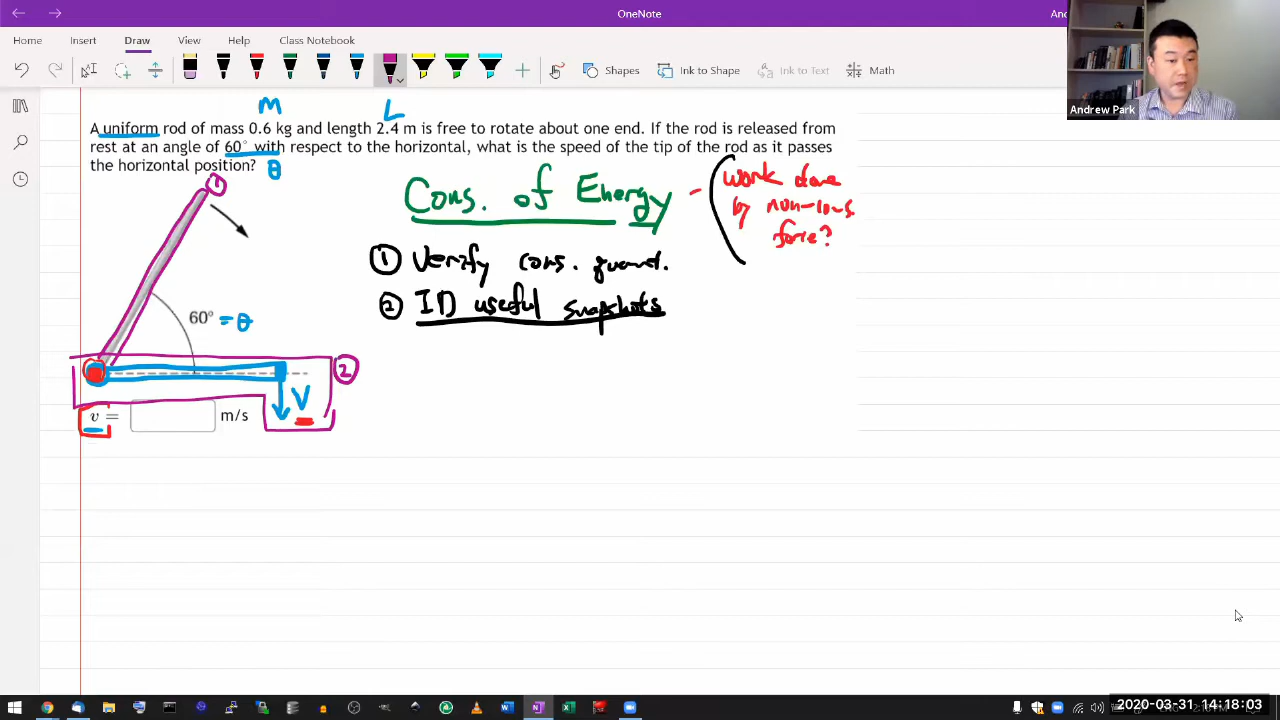 OneNote
An
Home Insert Draw View Help Class Notebook
Shapes Ink to Shape Ink to Text Math
Andrew Park
M L
A uniform rod of mass 0.6 kg and length 2.4 m is free to rotate about one end. If the rod is released from
rest at an angle of 60° with respect to the horizontal, what is the speed of the tip of the rod as it passes
the horizontal position? θ
①
Cons. of Energy - work done
by non-cons
force?
① Verify cons. quant.
② ID useful snapshots
60° = θ
②
V
v = m/s
2020-03-31 14:18:03